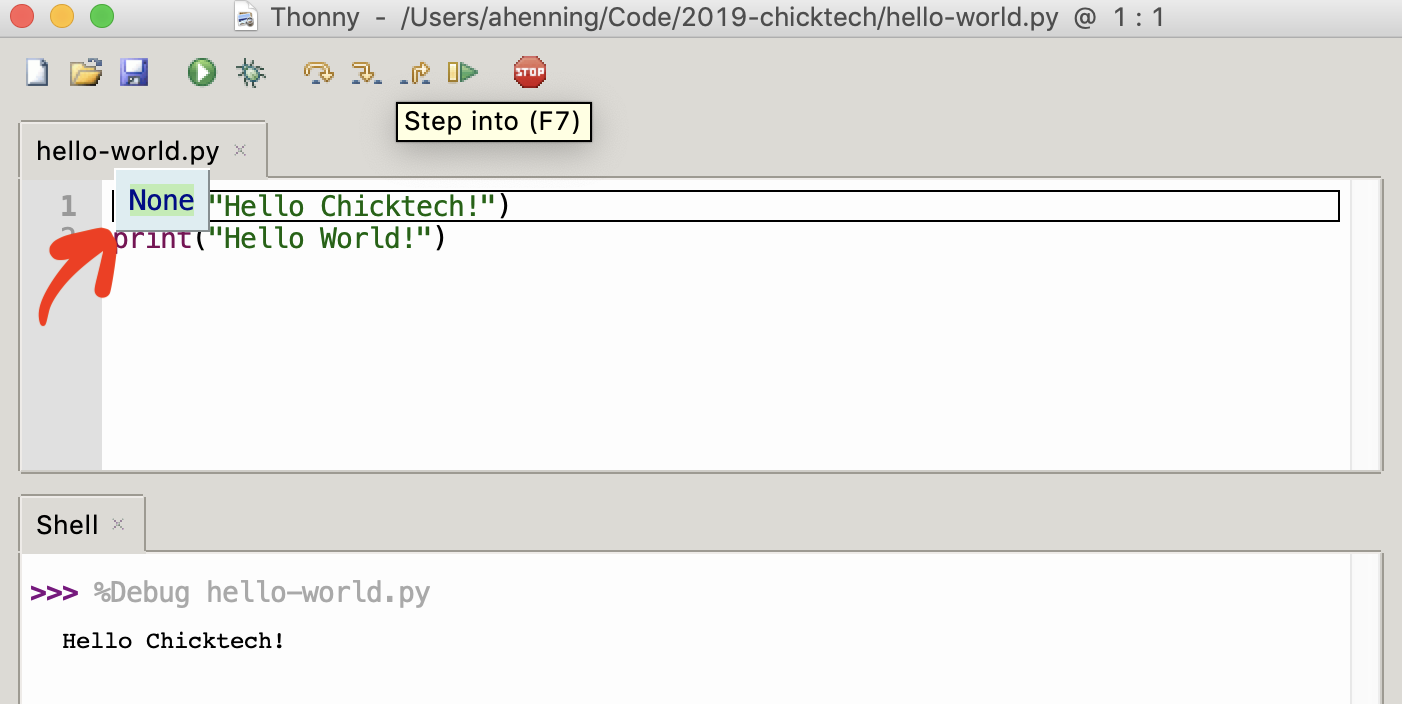 Thonny - /Users/ahenning/Code/2019-chicktech/hello-world.py @ 1 : 1
STOP
Step into (F7)
hello-world.py ×
1 None "Hello Chicktech!")
2 print("Hello World!")
Shell ×
>>> %Debug hello-world.py
Hello Chicktech!